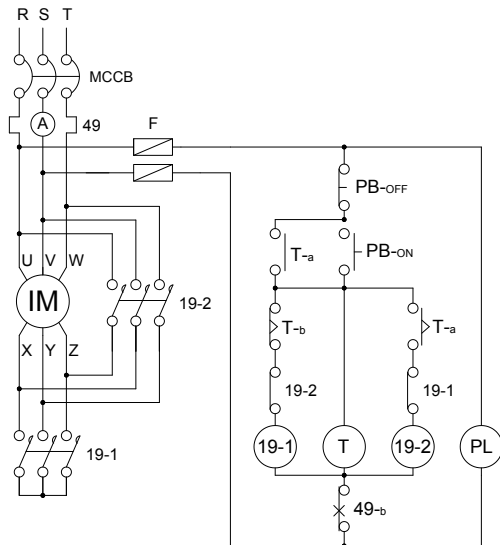 R S T
MCCB
A 49 F
PB-OFF
T-a PB-ON
U V W
IM 19-2
T-b T-a
X Y Z
19-2 19-1
19-1
19-1 T 19-2 PL
49-b